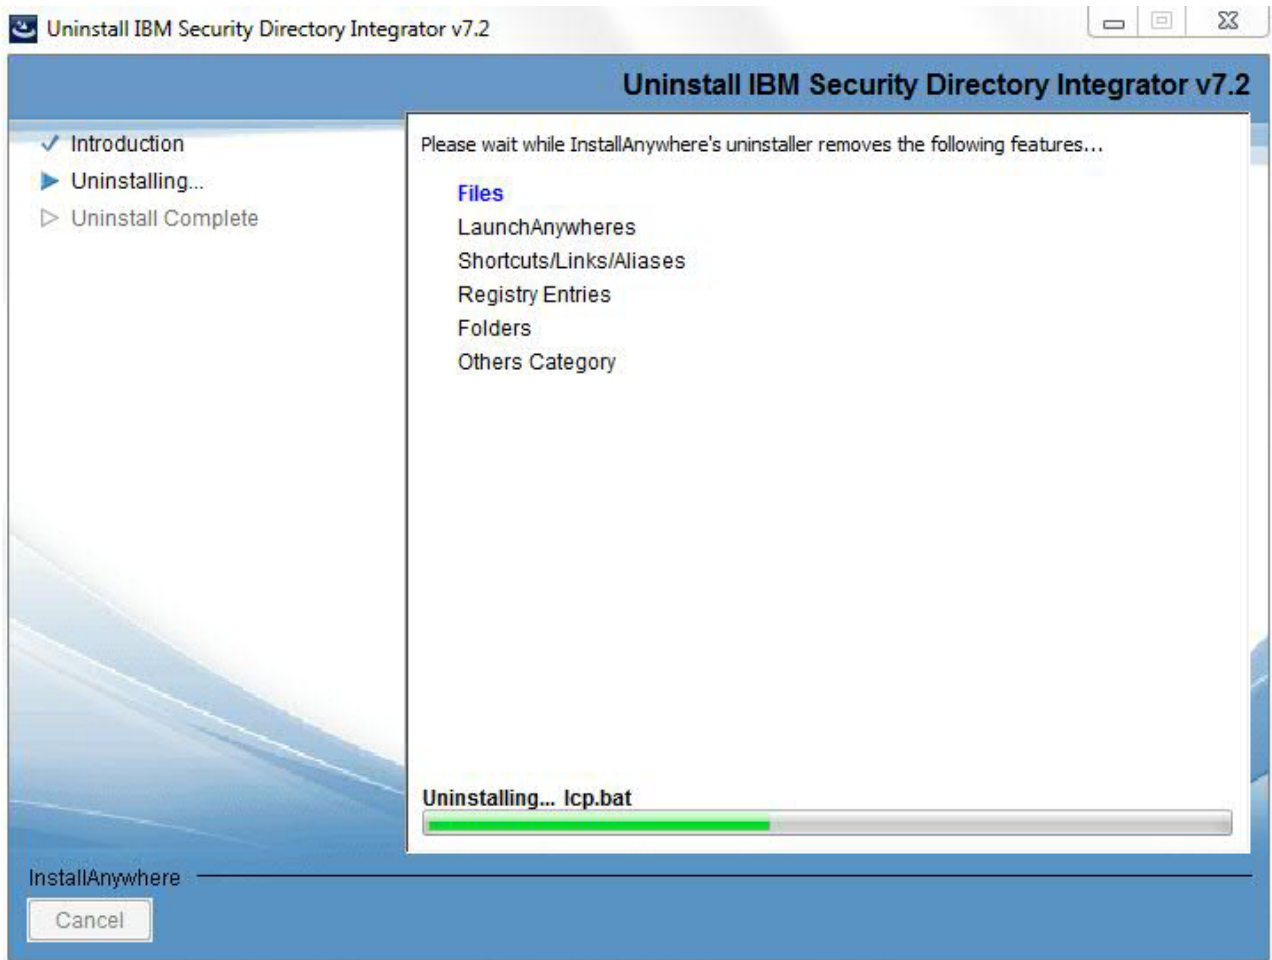 Uninstall IBM Security Directory Integrator v7.2
Uninstall IBM Security Directory Integrator v7.2
Introduction
Uninstalling...
Uninstall Complete
Please wait while InstallAnywhere's uninstaller removes the following features...
Files
LaunchAnywheres
Shortcuts/Links/Aliases
Registry Entries
Folders
Others Category
Uninstalling... lcp.bat
InstallAnywhere
Cancel